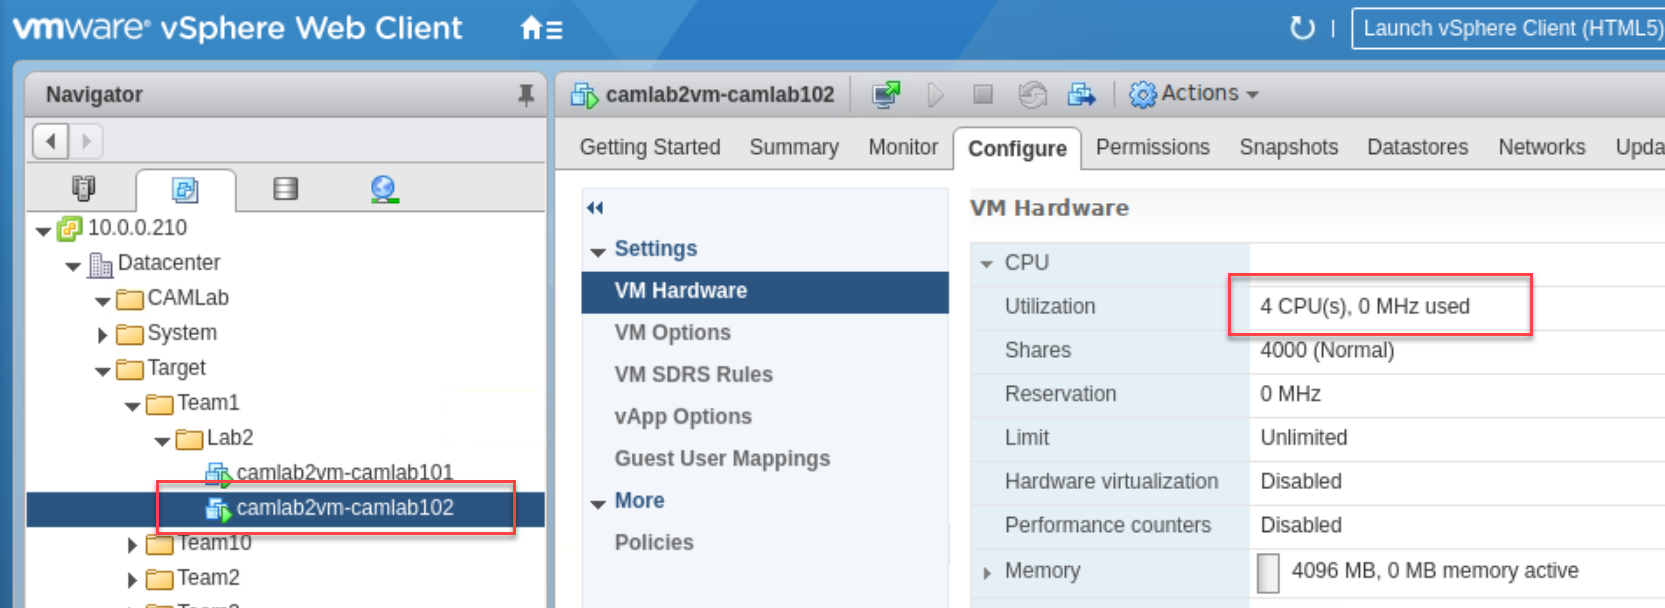 vmware® vSphere Web Client
Launch vSphere Client (HTML5)
Navigator
10.0.0.210
Datacenter
CAMLab
System
Target
Team1
Lab2
camlab2vm-camlab101
camlab2vm-camlab102
Team10
Team2
camlab2vm-camlab102
Actions
Getting Started Summary Monitor Configure Permissions Snapshots Datastores Networks Upda
Settings
VM Hardware
VM Options
VM SDRS Rules
vApp Options
Guest User Mappings
More
Policies
VM Hardware
CPU
Utilization 4 CPU(s), 0 MHz used
Shares 4000 (Normal)
Reservation 0 MHz
Limit Unlimited
Hardware virtualization Disabled
Performance counters Disabled
Memory 4096 MB, 0 MB memory active